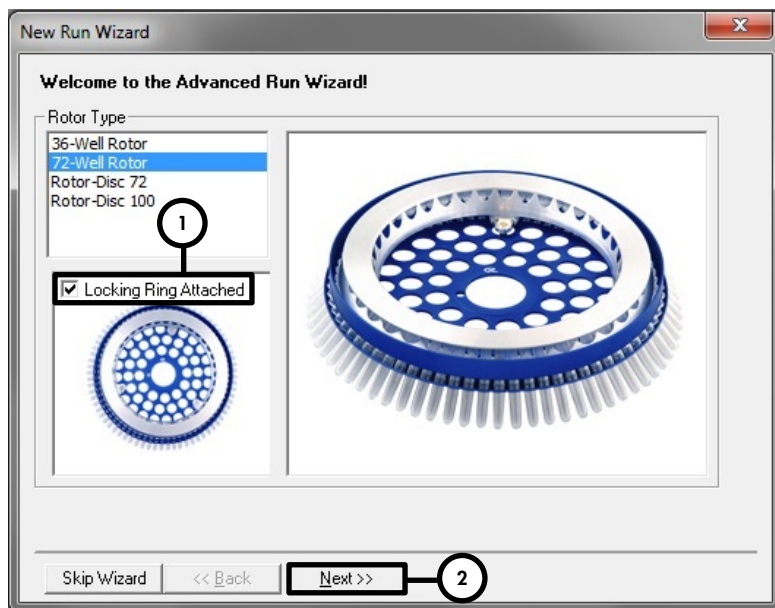 New Run Wizard
Welcome to the Advanced Run Wizard!
Rotor Type
36-Well Rotor
72-Well Rotor
Rotor-Disc 72
Rotor-Disc 100
1
Locking Ring Attached
Skip Wizard
<< Back
Next >>
2